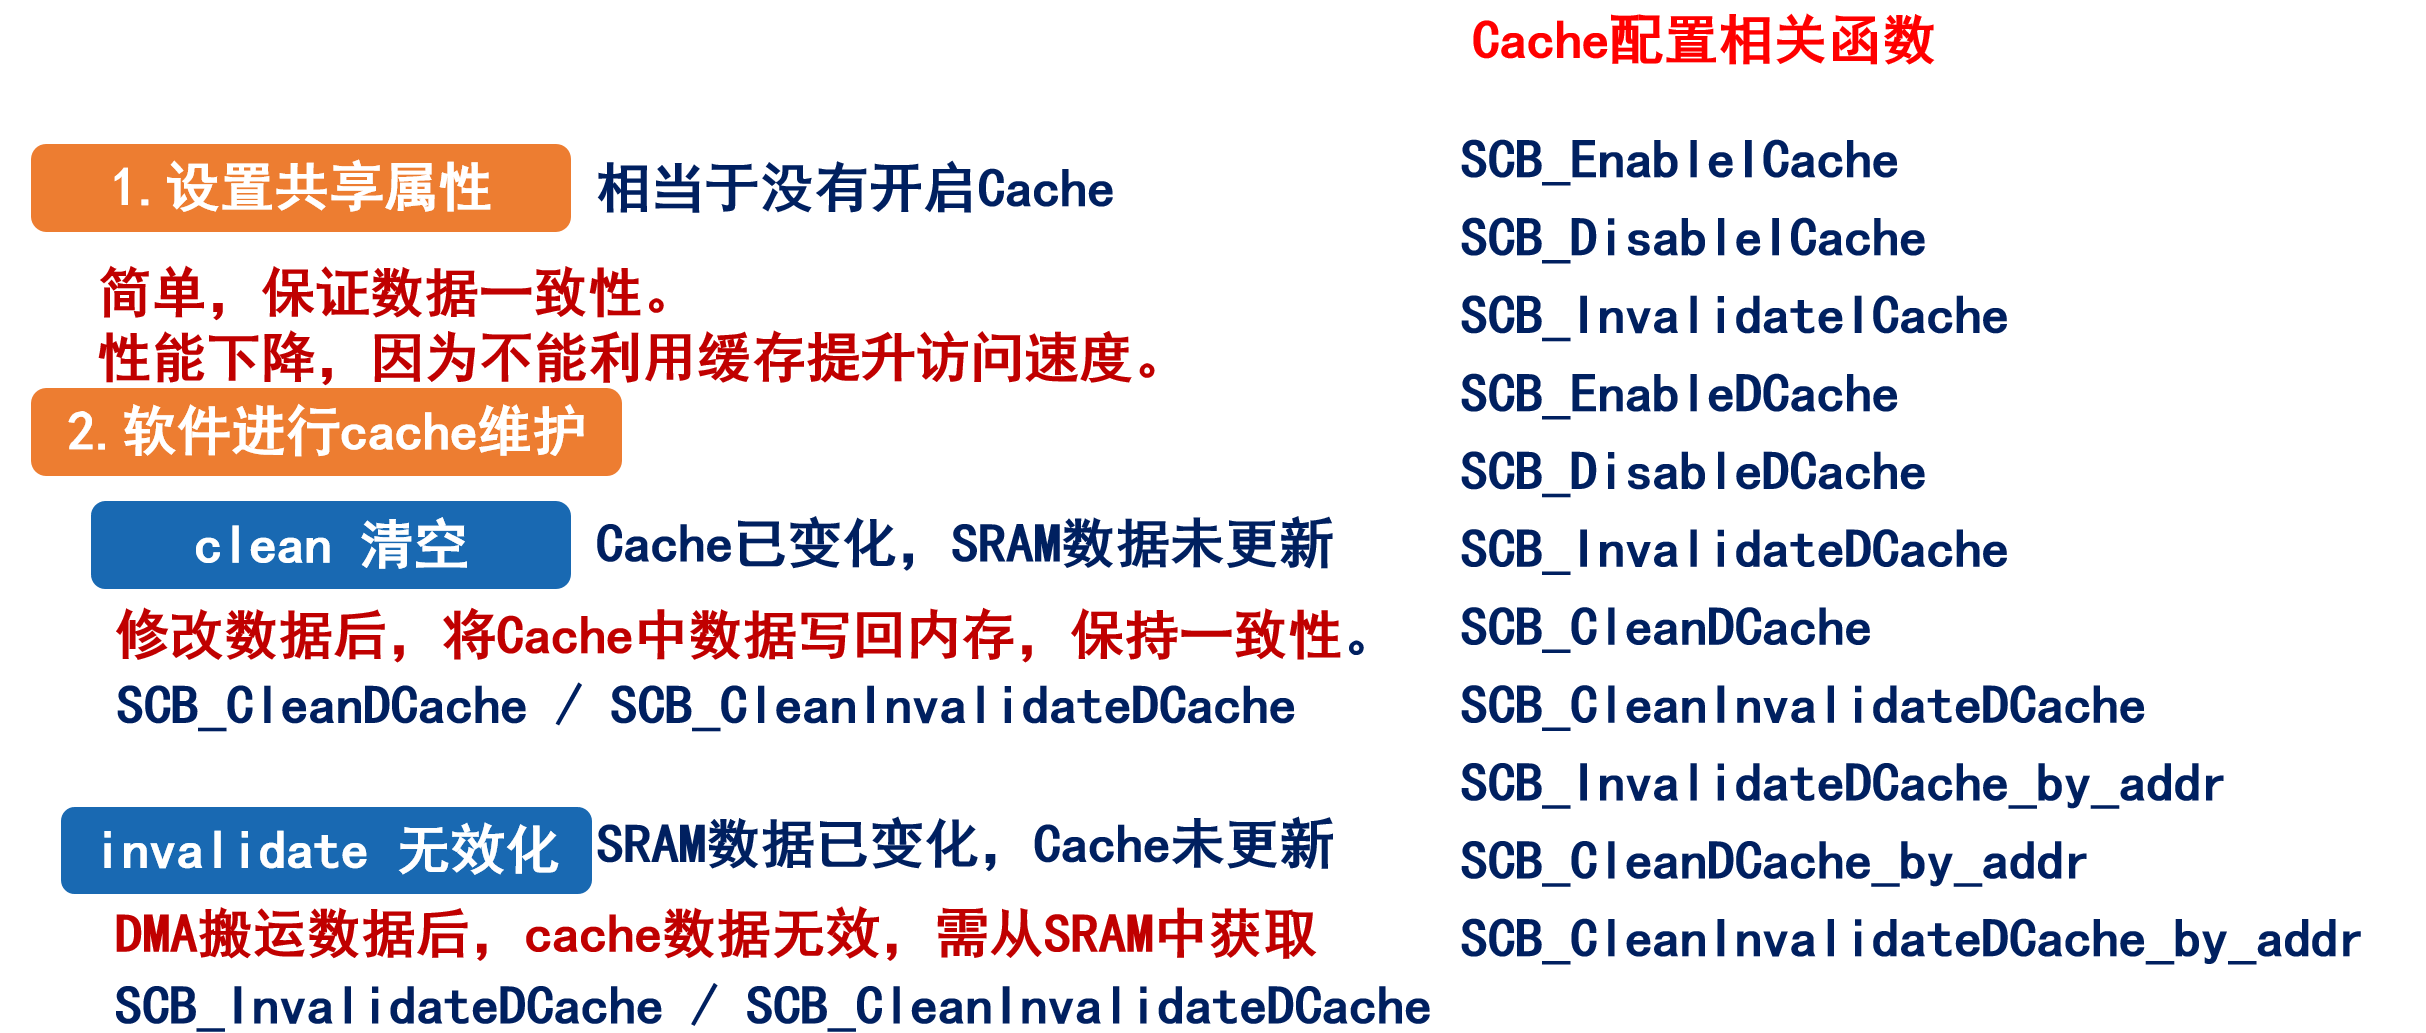 Cache配置相关函数
1.设置共享属性 相当于没有开启Cache
简单，保证数据一致性。
性能下降，因为不能利用缓存提升访问速度。
2.软件进行cache维护
clean 清空 Cache已变化，SRAM数据未更新
修改数据后，将Cache中数据写回内存，保持一致性。
SCB_CleanDCache / SCB_CleanInvalidateDCache
invalidate 无效化 SRAM数据已变化，Cache未更新
DMA搬运数据后，cache数据无效，需从SRAM中获取
SCB_InvalidateDCache / SCB_CleanInvalidateDCache
SCB_EnableICache
SCB_DisableICache
SCB_InvalidateICache
SCB_EnableDCache
SCB_DisableDCache
SCB_InvalidateDCache
SCB_CleanDCache
SCB_CleanInvalidateDCache
SCB_InvalidateDCache_by_addr
SCB_CleanDCache_by_addr
SCB_CleanInvalidateDCache_by_addr